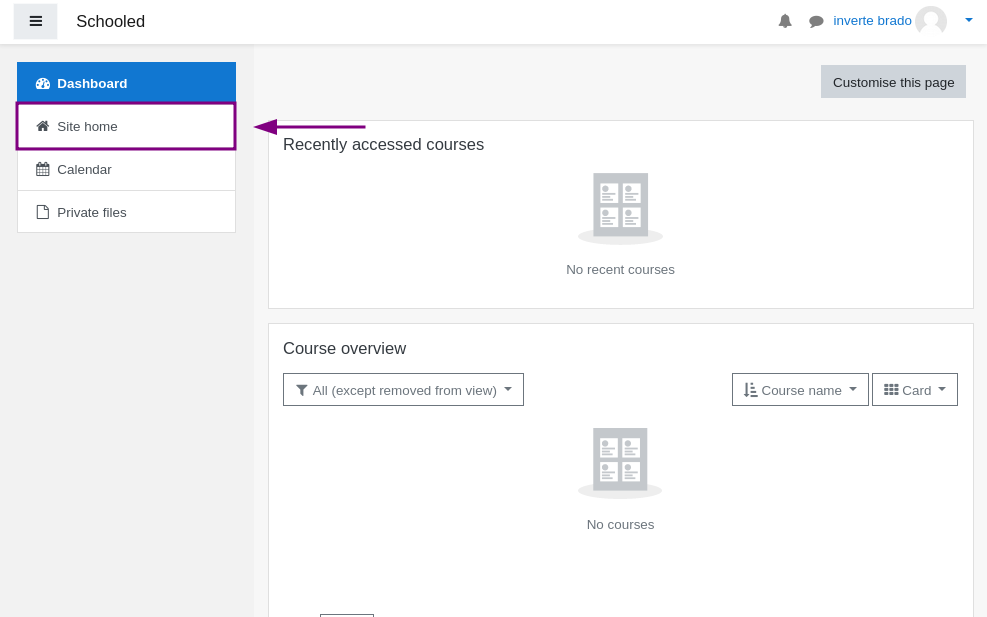 Schooled
inverte brado
Dashboard
Site home
Calendar
Private files
Customise this page
Recently accessed courses
No recent courses
Course overview
All (except removed from view)
Course name
Card
No courses